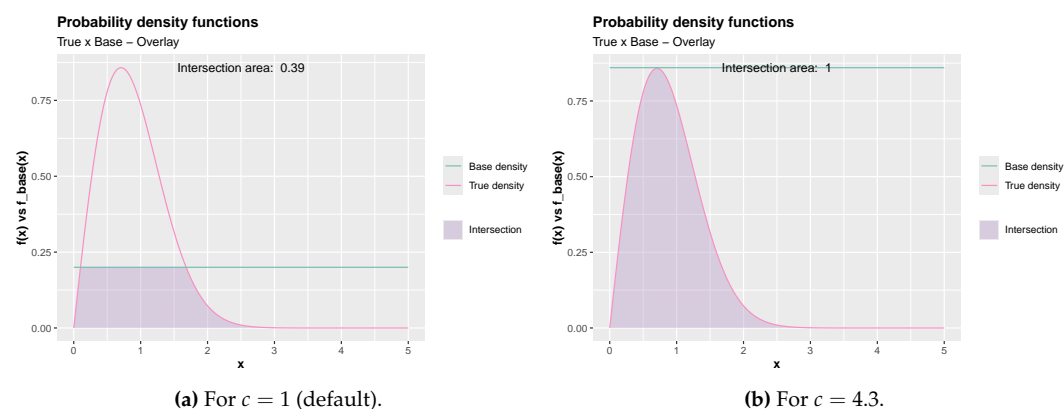 Probability density functions
True x Base – Overlay
Intersection area: 0.39
0.75
0.50
0.25
0.00
f(x) vs f_base(x)
0 1 2 3 4 5
x
Base density
True density
Intersection
(a) For c = 1 (default).
Probability density functions
True x Base – Overlay
Intersection area: 1
0.75
0.50
0.25
0.00
f(x) vs f_base(x)
0 1 2 3 4 5
x
Base density
True density
Intersection
(b) For c = 4.3.